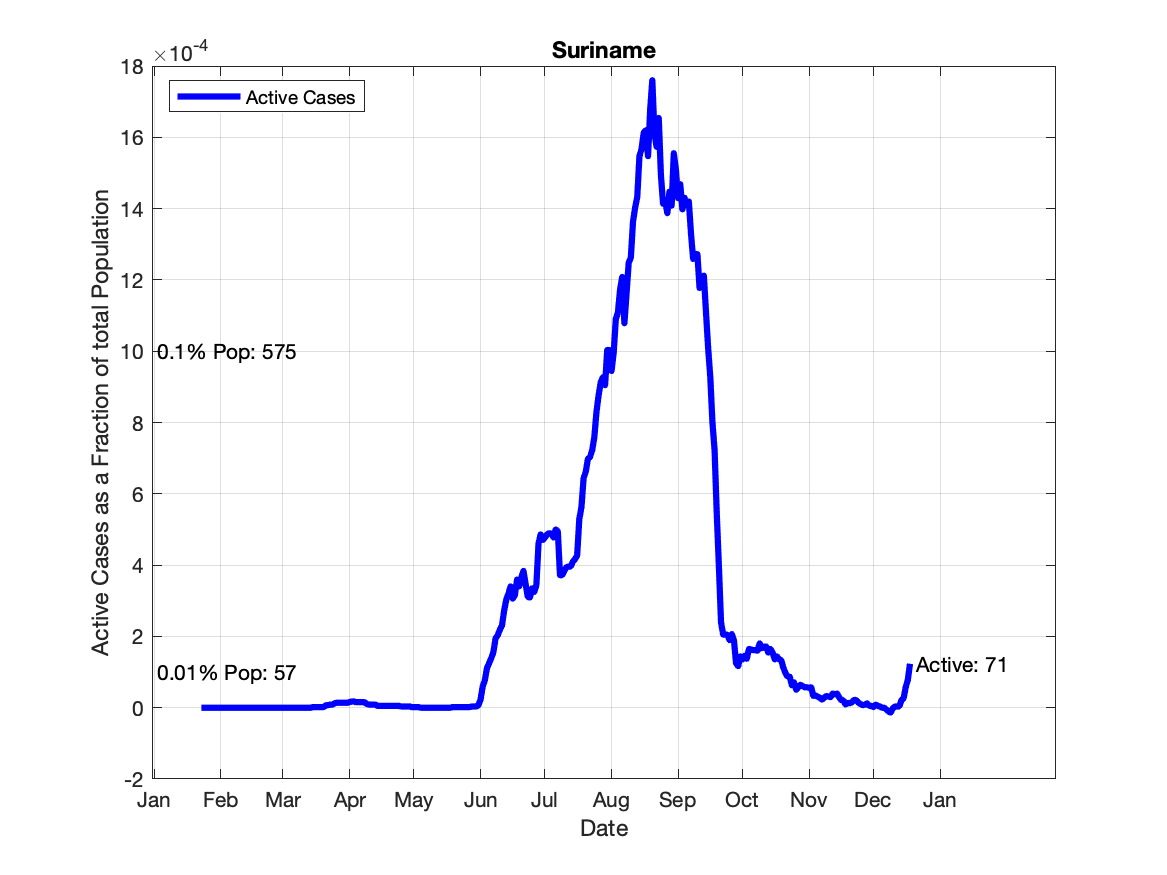 Suriname
×10-4
18
Active Cases
16
14
12
10
0.1% Pop: 575
8
6
4
2
0.01% Pop: 57
Active: 71
0
-2
Active Cases as a Fraction of total Population
Jan Feb Mar Apr May Jun Jul Aug Sep Oct Nov Dec Jan
Date